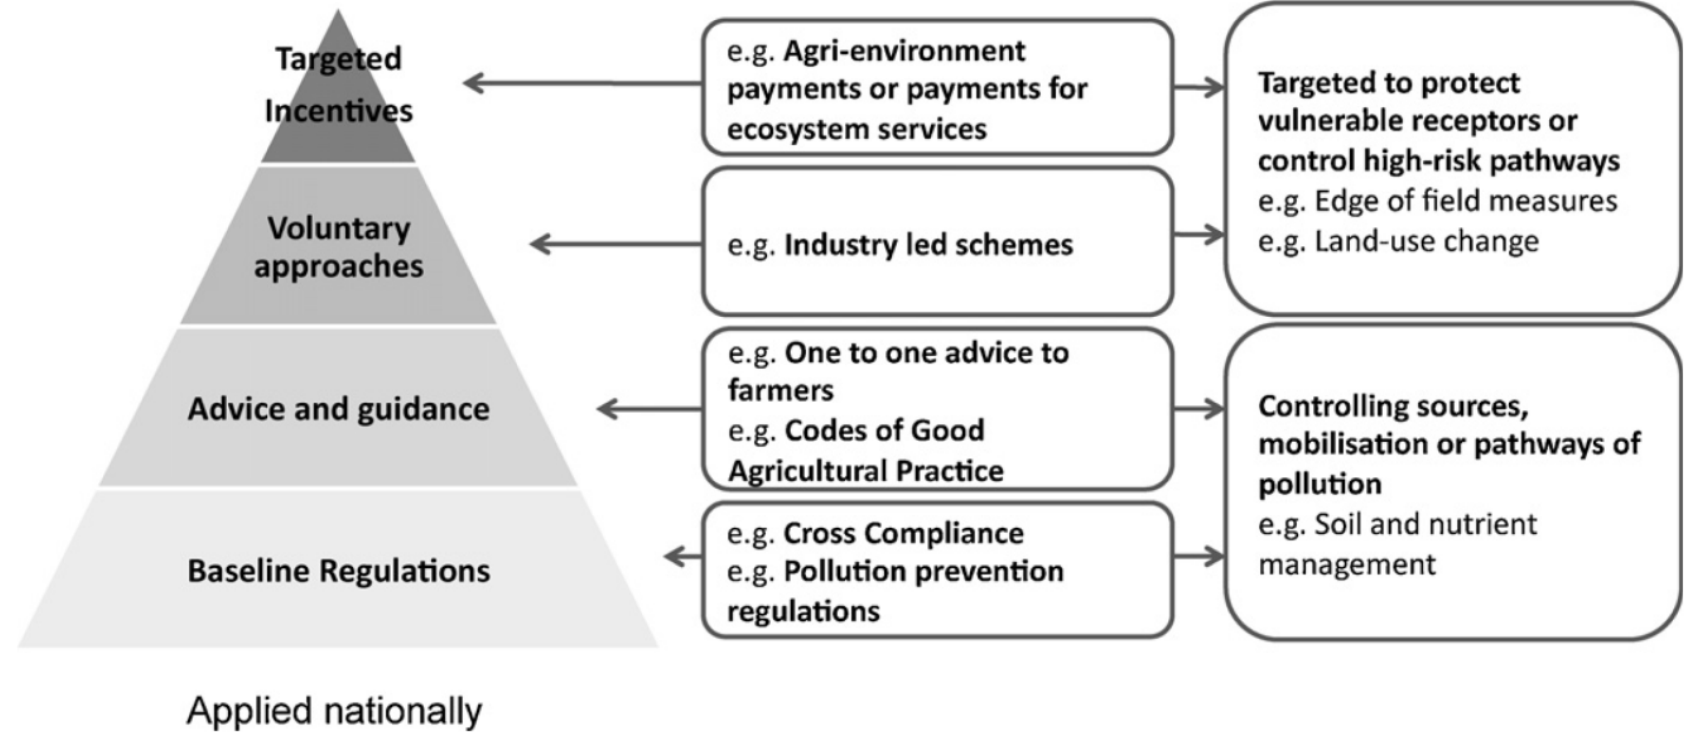 Targeted
Incentives
e.g. Agri-environment
payments or payments for
ecosystem services
Targeted to protect
vulnerable receptors or
control high-risk pathways
e.g. Edge of field measures
e.g. Land-use change
Voluntary
approaches
e.g. Industry led schemes
Advice and guidance
e.g. One to one advice to
farmers
e.g. Codes of Good
Agricultural Practice
Controlling sources,
mobilisation or pathways of
pollution
e.g. Soil and nutrient
management
Baseline Regulations
e.g. Cross Compliance
e.g. Pollution prevention
regulations
Applied nationally